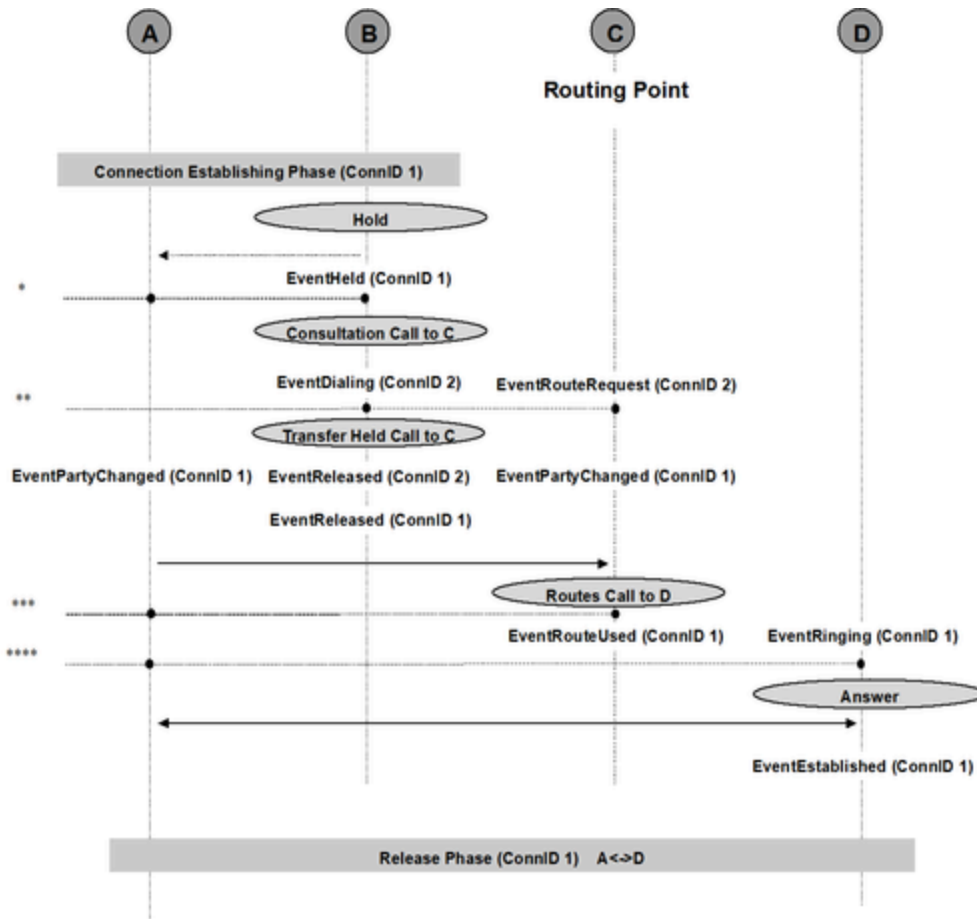 A B C D
Routing Point
Connection Establishing Phase (ConnID 1)
Hold
EventHeld (ConnID 1)
*
Consultation Call to C
EventDialing (ConnID 2) EventRouteRequest (ConnID 2)
**
Transfer Held Call to C
EventPartyChanged (ConnID 1) EventReleased (ConnID 2) EventPartyChanged (ConnID 1)
EventReleased (ConnID 1)
Routes Call to D
***
EventRouteUsed (ConnID 1) EventRinging (ConnID 1)
****
Answer
EventEstablished (ConnID 1)
Release Phase (ConnID 1) A<->D